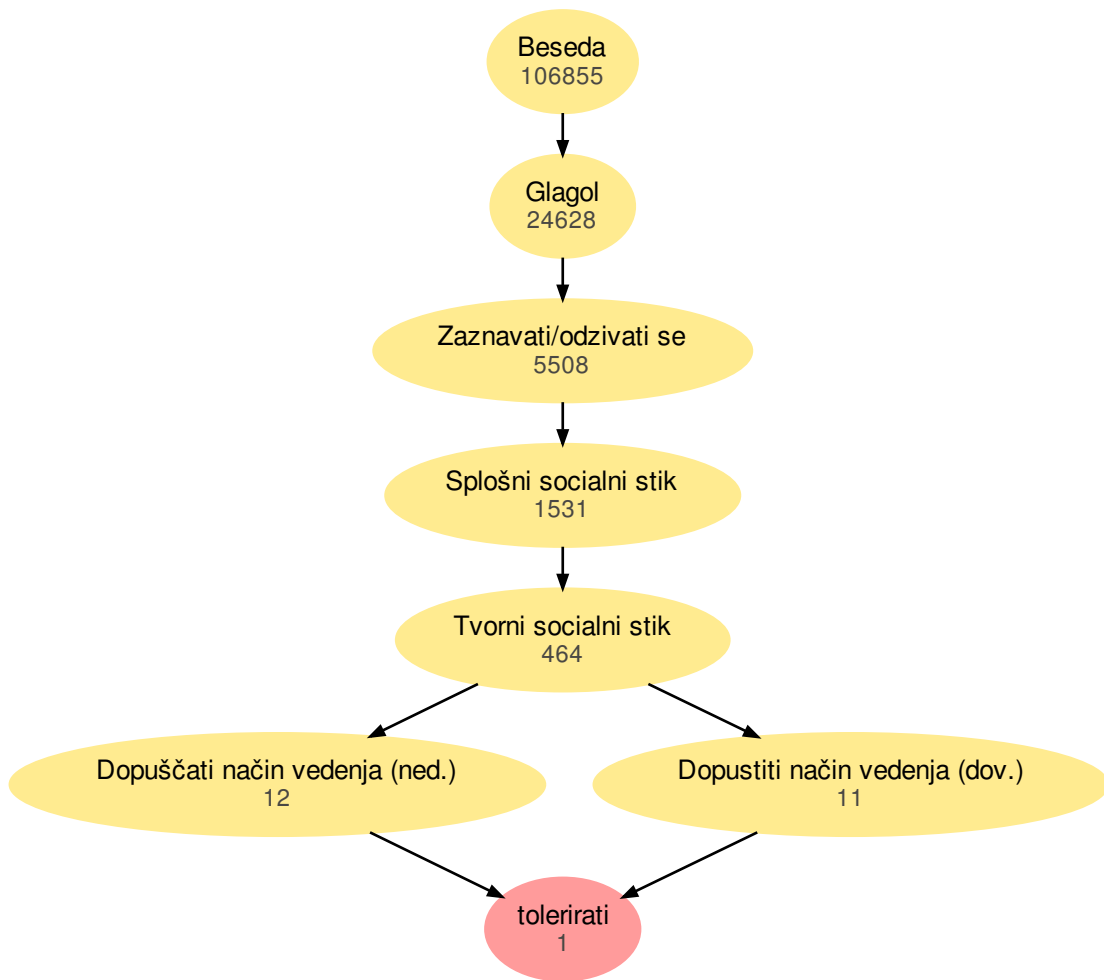 Beseda
106855
Glagol
24628
Zaznavati/odzivati se
5508
Splošni socialni stik
1531
Tvorni socialni stik
464
Dopuščati način vedenja (ned.)
12
Dopustiti način vedenja (dov.)
11
tolerirati
1